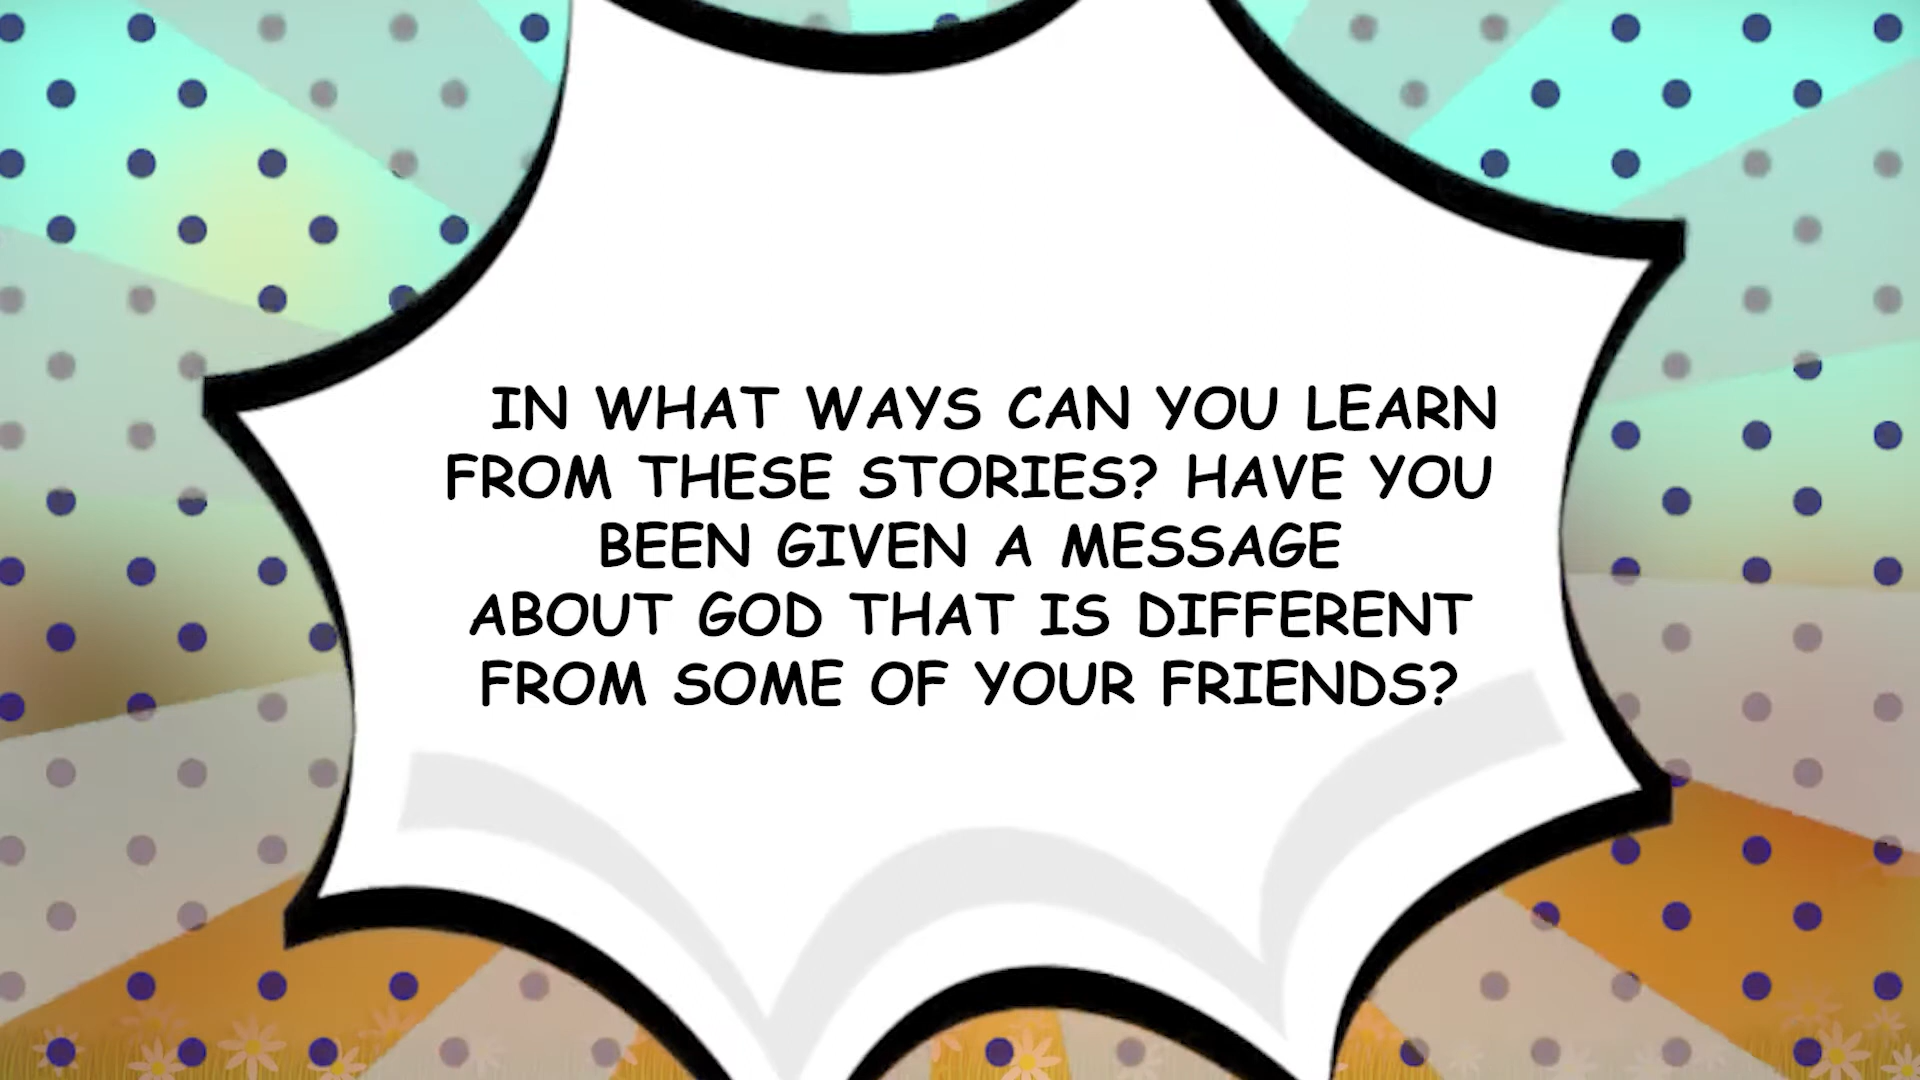 IN WHAT WAYS CAN YOU LEARN
FROM THESE STORIES? HAVE YOU
BEEN GIVEN A MESSAGE
ABOUT GOD THAT IS DIFFERENT
FROM SOME OF YOUR FRIENDS?